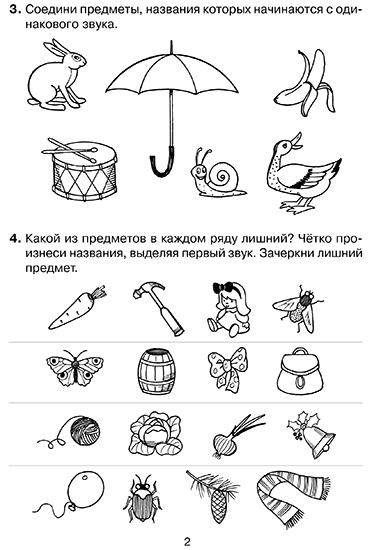 3. Соедини предметы, названия которых начинаются с оди-
накового звука.
4. Какой из предметов в каждом ряду лишний? Чётко про-
изнеси названия, выделяя первый звук. Зачеркни лишний
предмет.
2